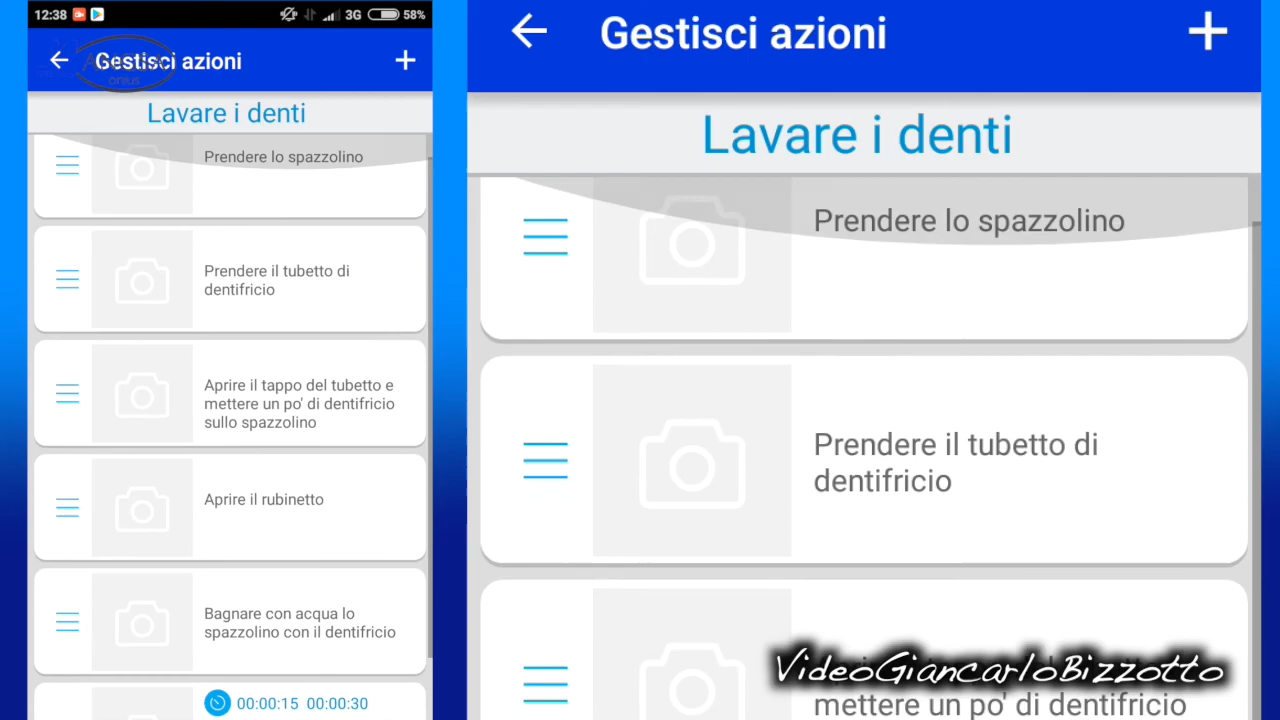 12:38
3G
58%
Gestisci azioni
onlus
Lavare i denti
Prendere lo spazzolino
Prendere il tubetto di
dentifricio
Aprire il tappo del tubetto e
mettere un po' di dentifricio
sullo spazzolino
Aprire il rubinetto
Bagnare con acqua lo
spazzolino con il dentifricio
00:00:15 00:00:30
Gestisci azioni
Lavare i denti
Prendere lo spazzolino
Prendere il tubetto di
dentifricio
mettere un po' di dentifricio
VideoGiancarloBizzotto